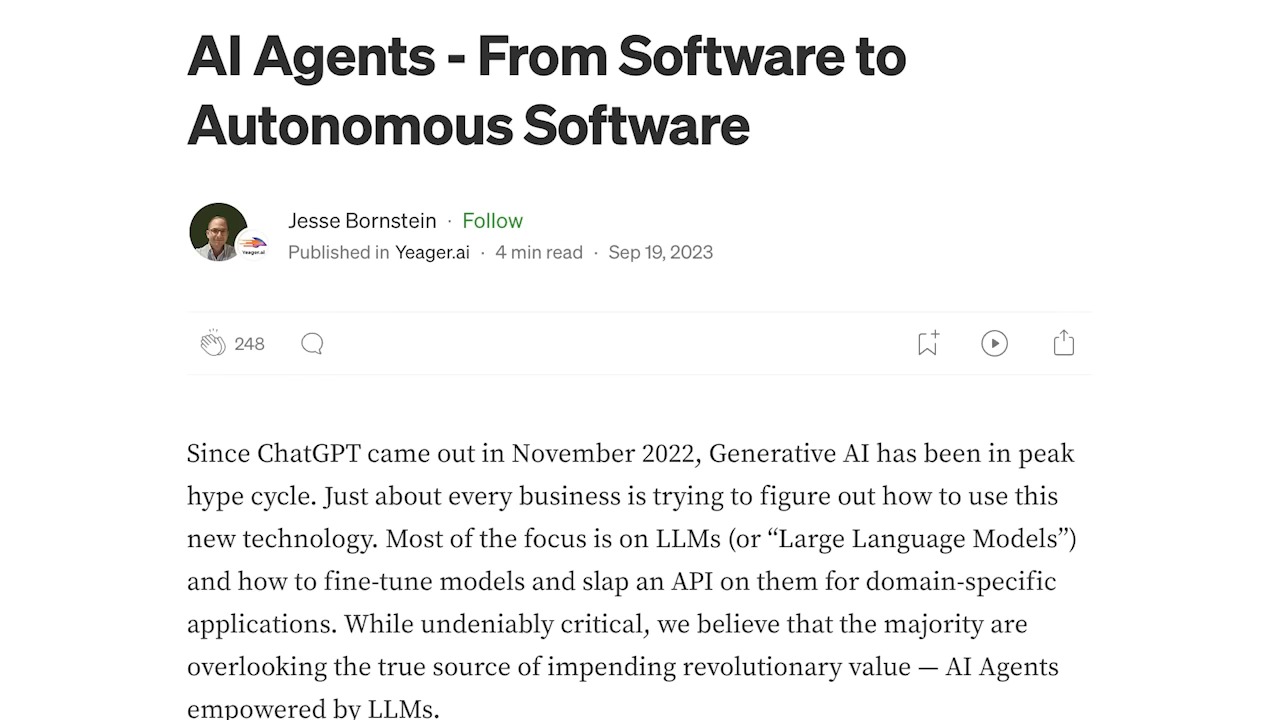 AI Agents - From Software to
Autonomous Software
Jesse Bornstein · Follow
Published in Yeager.ai · 4 min read · Sep 19, 2023
Yeager.ai
248
Since ChatGPT came out in November 2022, Generative AI has been in peak
hype cycle. Just about every business is trying to figure out how to use this
new technology. Most of the focus is on LLMs (or “Large Language Models”)
and how to fine-tune models and slap an API on them for domain-specific
applications. While undeniably critical, we believe that the majority are
overlooking the true source of impending revolutionary value — AI Agents
empowered by LLMs.